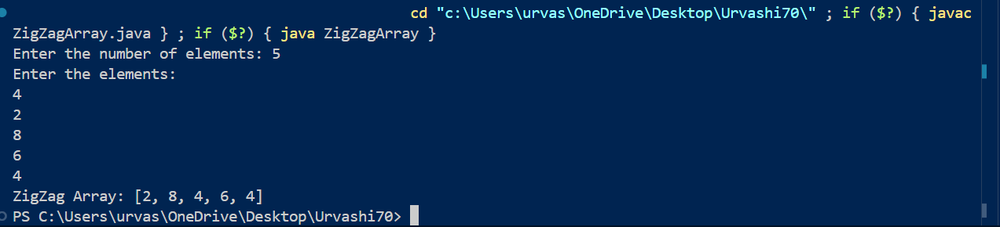 cd "c:\Users\urvas\OneDrive\Desktop\Urvashi70\" ; if ($?) { javac
ZigZagArray.java } ; if ($?) { java ZigZagArray }
Enter the number of elements: 5
Enter the elements:
4
2
8
6
4
ZigZag Array: [2, 8, 4, 6, 4]
PS C:\Users\urvas\OneDrive\Desktop\Urvashi70>